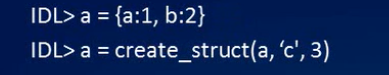 IDL> a = {a:1, b:2}
IDL> a = create_struct(a, ‘c', 3)